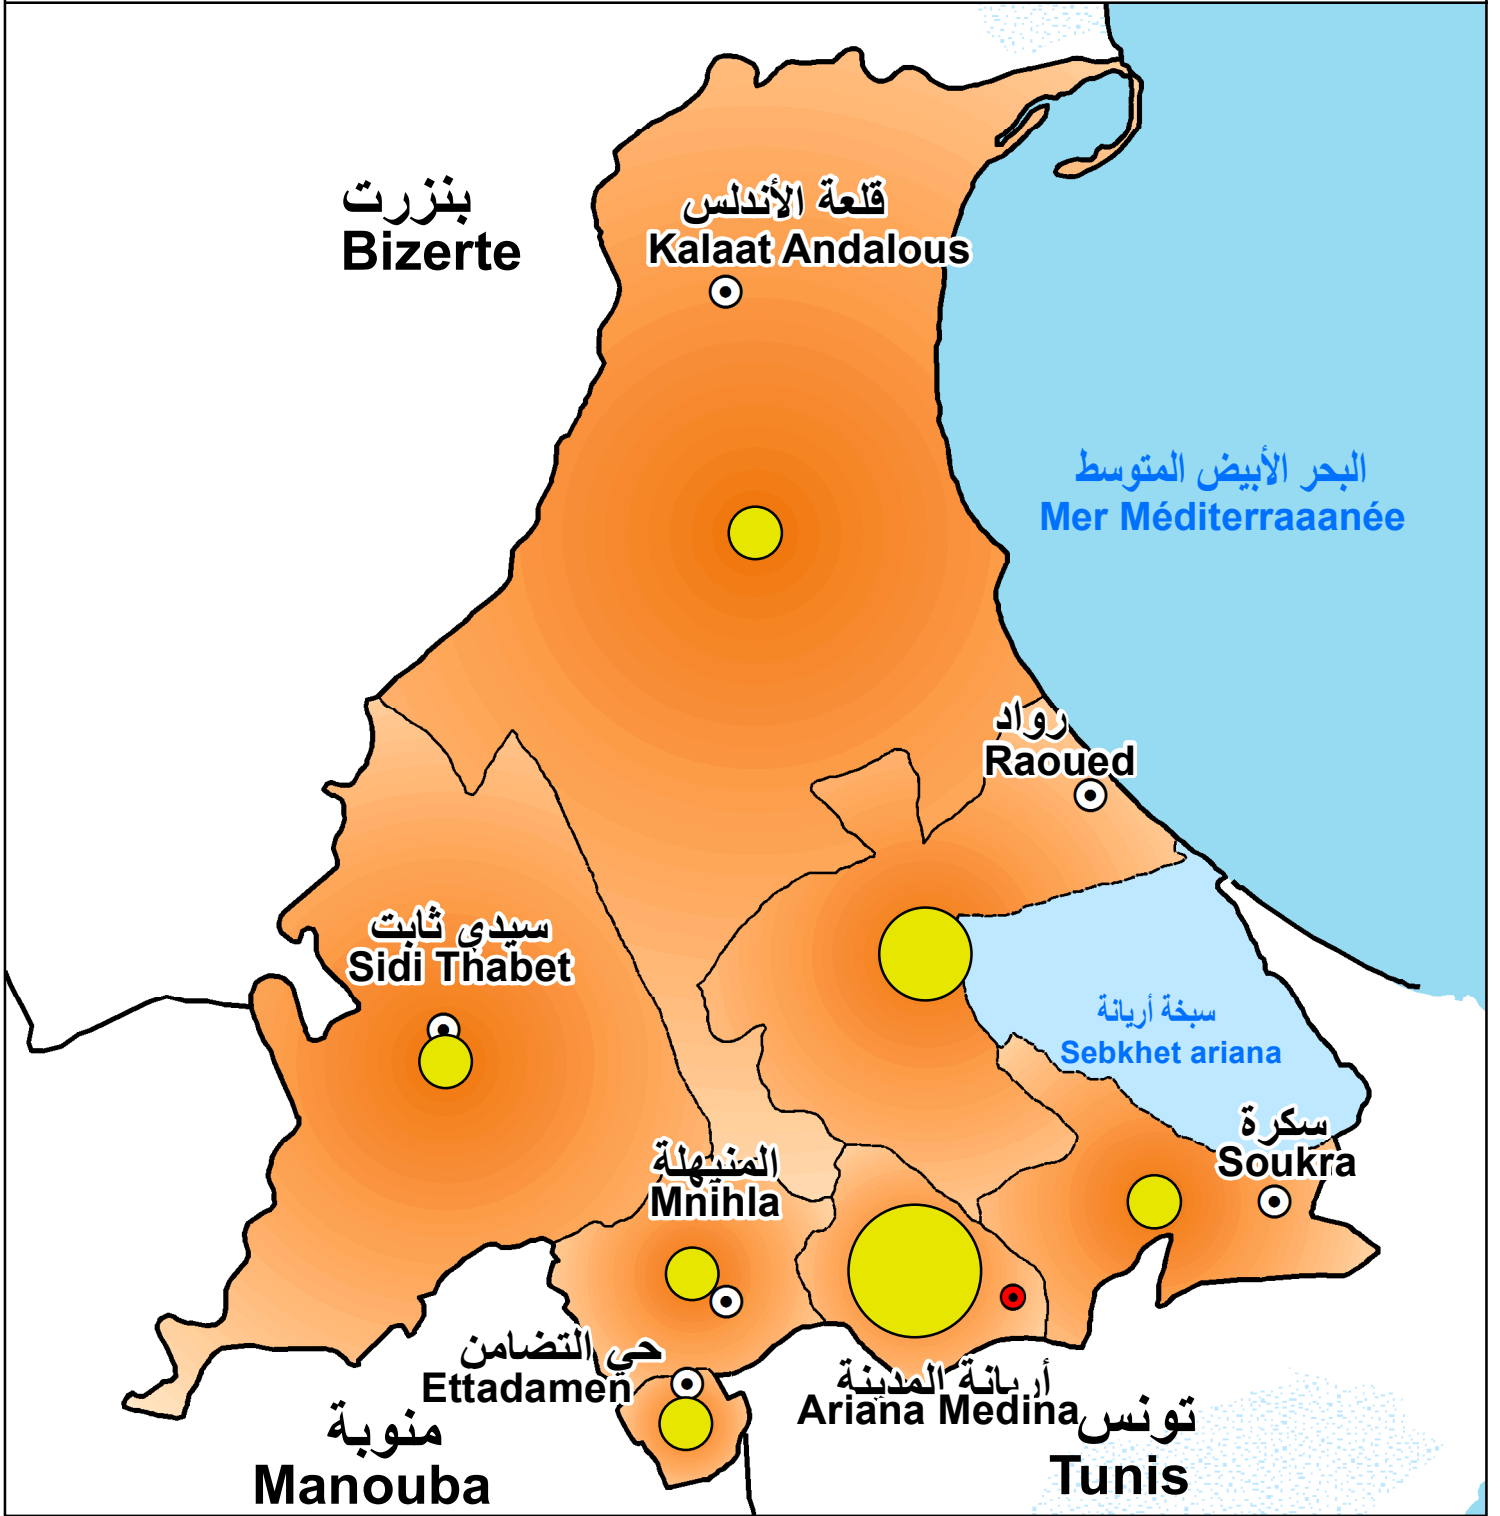 بنزرت
Bizerte
قلعة الأندلس
Kalaat Andalous
البحر الأبيض المتوسط
Mer Méditerraaanée
رواد
Raoued
سيدي ثابت
Sidi Thabet
سبخة أريانة
Sebkhet ariana
سكرة
Soukra
المنيهلة
Mnihla
حي التضامن
Ettadamen
أريانة المدينة
Ariana Medina
منوبة
Manouba
تونس
Tunis